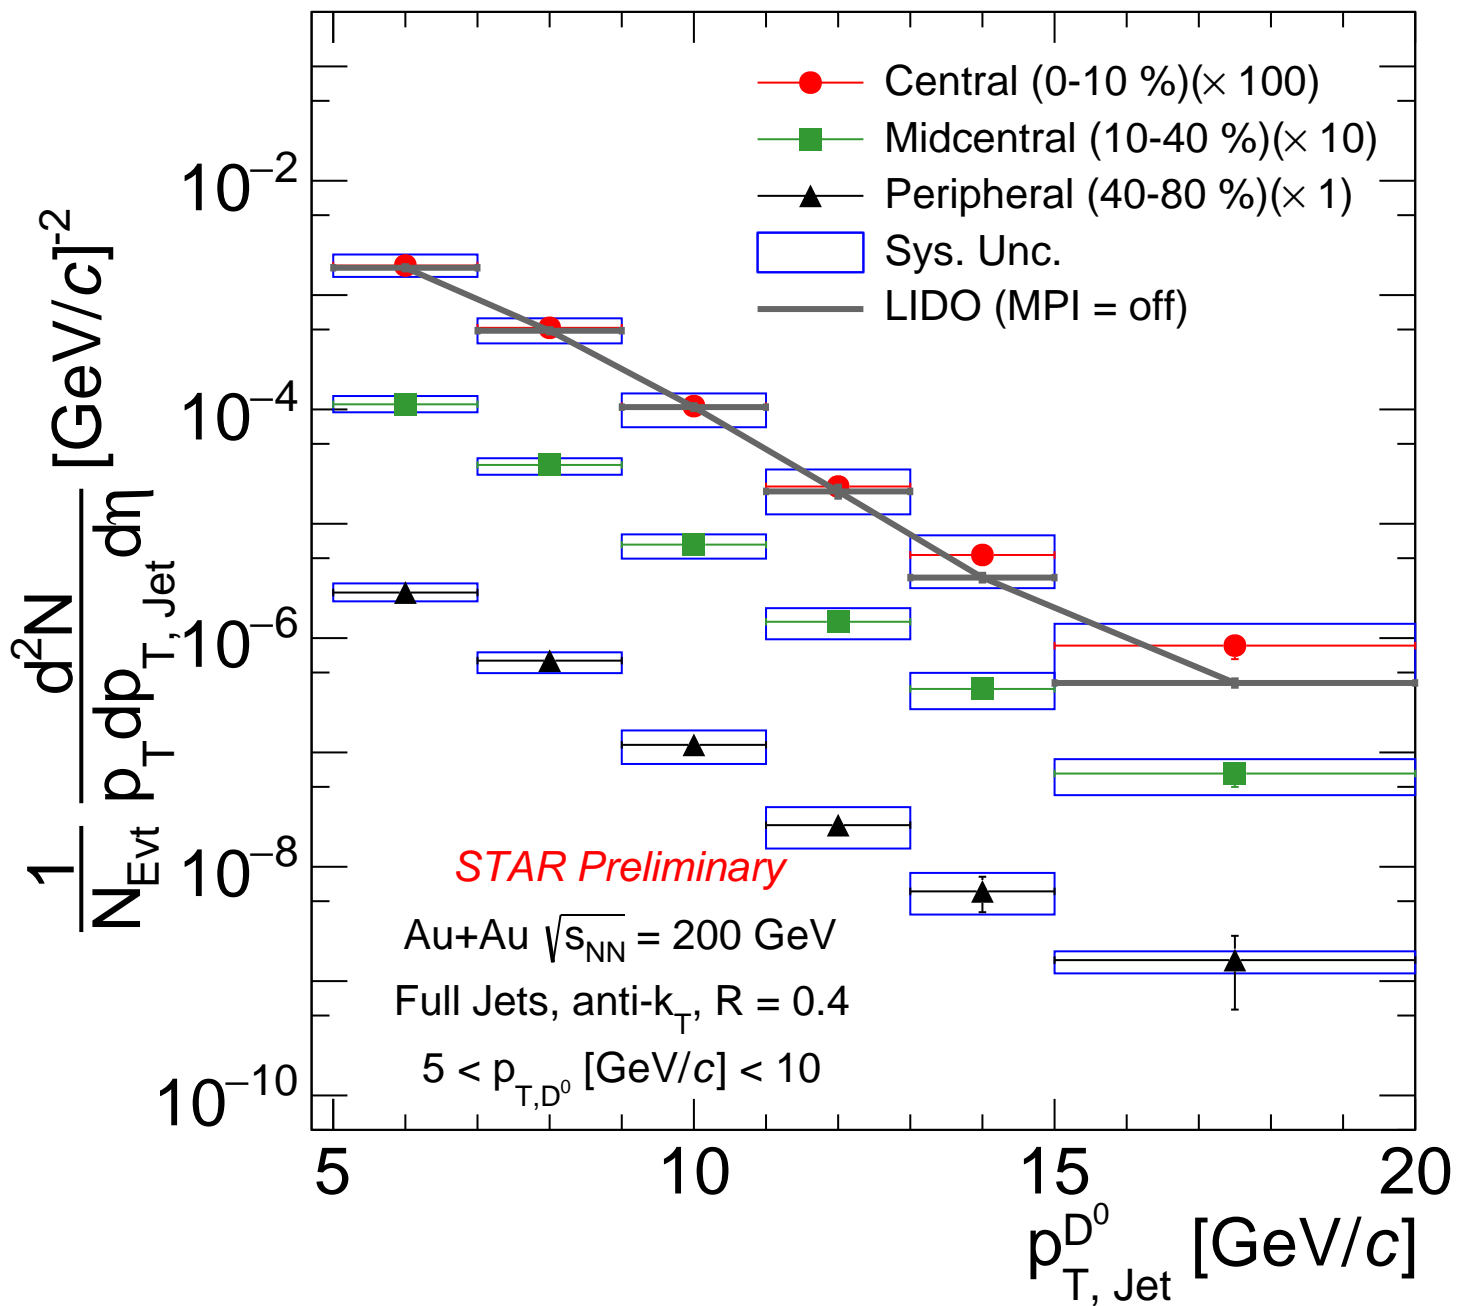 Central (0-10 %)(× 100)
Midcentral (10-40 %)(× 10)
Peripheral (40-80 %)(× 1)
Sys. Unc.
LIDO (MPI = off)
10⁻²
10⁻⁴
10⁻⁶
10⁻⁸
10⁻¹⁰
1/N_Evt d²N/p_T dp_T, Jet dη [GeV/c]⁻²
STAR Preliminary
Au+Au √s_NN = 200 GeV
Full Jets, anti-k_T, R = 0.4
5 < p_T,D⁰ [GeV/c] < 10
5 10 15 20
p_T, Jet^D⁰ [GeV/c]